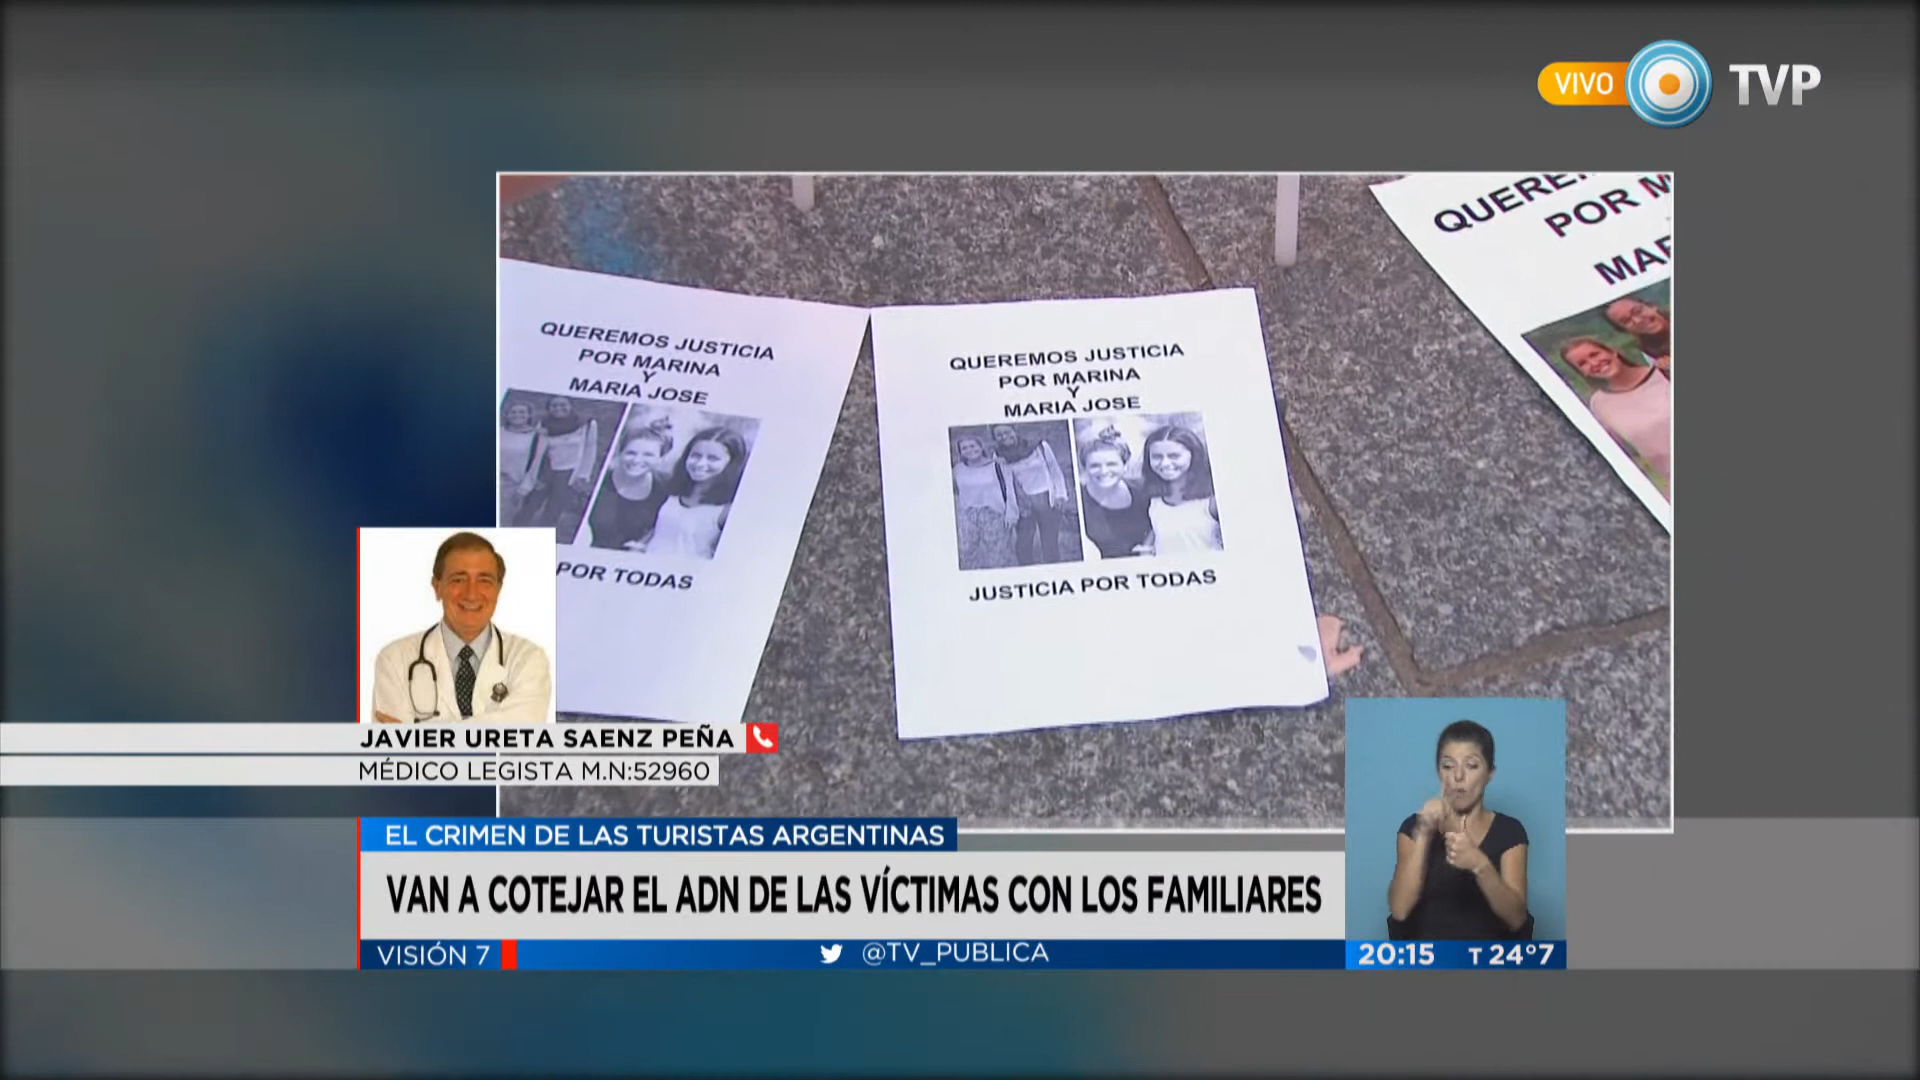 VIVO
TVP
QUEREMOS JUSTICIA
POR MARINA
Y
MARIA JOSE
POR TODAS
QUEREMOS JUSTICIA
POR MARINA
Y
MARIA JOSE
JUSTICIA POR TODAS
POR
JAVIER URETA SAENZ PEÑA
MÉDICO LEGISTA M.N:52960
EL CRIMEN DE LAS TURISTAS ARGENTINAS
VAN A COTEJAR EL ADN DE LAS VÍCTIMAS CON LOS FAMILIARES
VISIÓN 7
@TV_PUBLICA
20:15 T 24°7